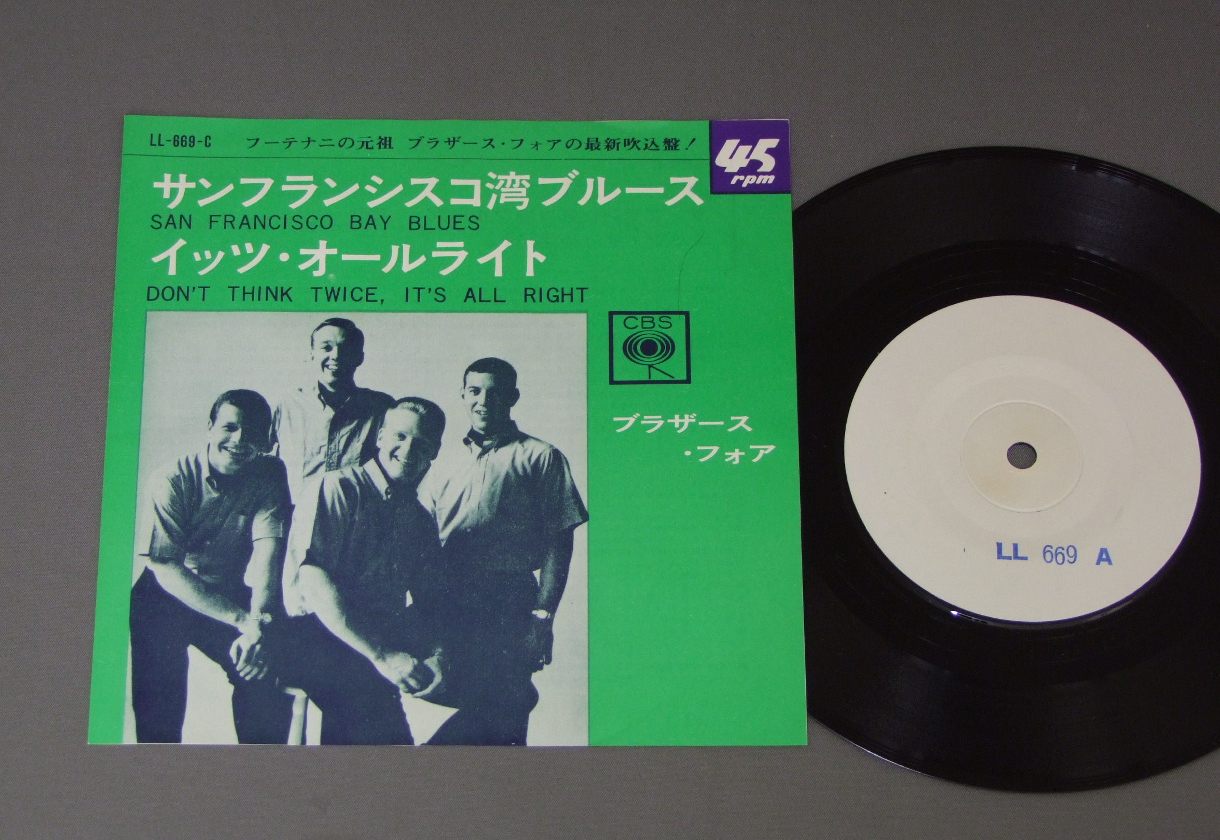 LL-669-C フーテナニの元祖 ブラザース・フォアの最新吹込盤!
45
rpm
サンフランシスコ湾ブルース
SAN FRANCISCO BAY BLUES
イッツ・オールライト
DON'T THINK TWICE, IT'S ALL RIGHT
CBS
ブラザース
・フォア
LL 669 A